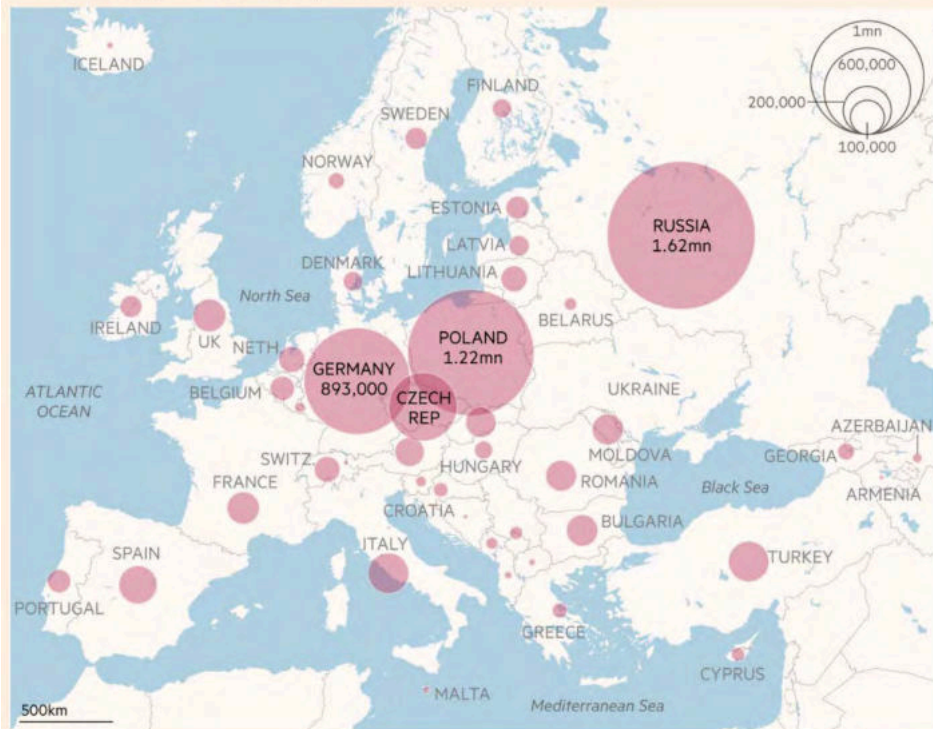 1mn
600,000
200,000
100,000
ICELAND
FINLAND
SWEDEN
NORWAY
ESTONIA
RUSSIA
1.62mn
LATVIA
DENMARK
LITHUANIA
North Sea
BELARUS
IRELAND
UK
NETH
POLAND
1.22mn
GERMANY
893,000
BELGIUM
CZECH
REP
ATLANTIC
OCEAN
UKRAINE
AZERBAIJAN
MOLDOVA
GEORGIA
SWITZ
HUNGARY
ROMANIA
FRANCE
Black Sea
ARMENIA
CROATIA
BULGARIA
ITALY
SPAIN
TURKEY
PORTUGAL
GREECE
CYPRUS
MALTA
Mediterranean Sea
500km